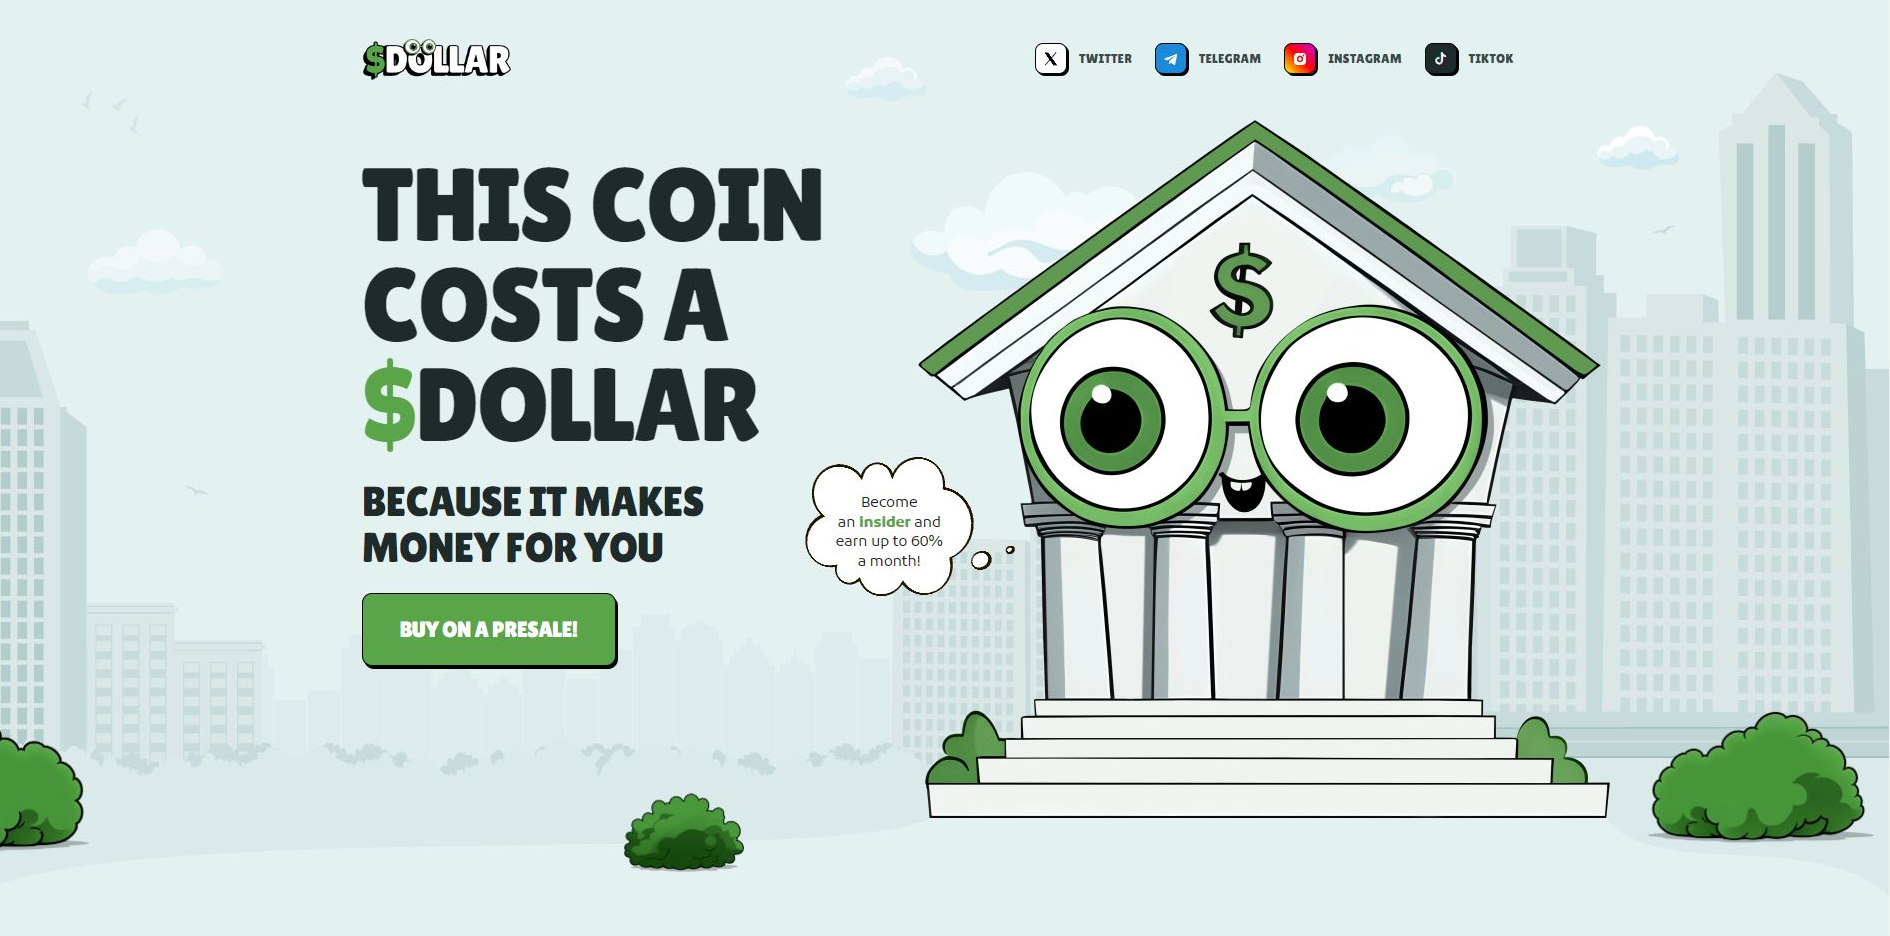 $DOLLAR
TWITTER
TELEGRAM
INSTAGRAM
TIKTOK
THIS COIN
COSTS A
$DOLLAR
BECAUSE IT MAKES
MONEY FOR YOU
BUY ON A PRESALE!
Become
an insider and
earn up to 60%
a month!
$